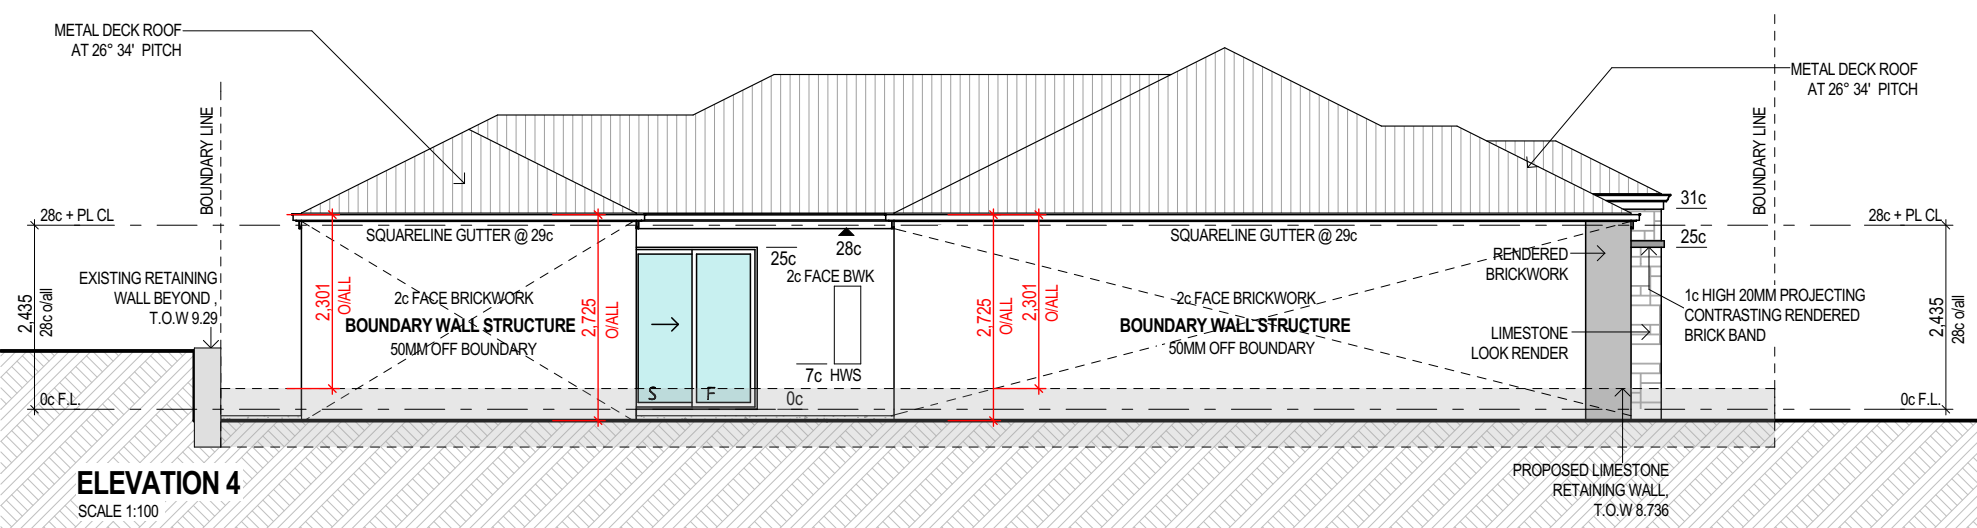 METAL DECK ROOF
AT 26° 34' PITCH
METAL DECK ROOF
AT 26° 34' PITCH
BOUNDARY LINE
BOUNDARY LINE
28c + PL CL
28c + PL CL
31c
25c
SQUARELINE GUTTER @ 29c
28c
25c
2c FACE BWK
SQUARELINE GUTTER @ 29c
RENDERED
BRICKWORK
EXISTING RETAINING
WALL BEYOND ,
T.O.W 9.29
2,435
28c o/all
2,301
O/ALL
2c FACE BRICKWORK
BOUNDARY WALL STRUCTURE
50MM OFF BOUNDARY
2,725
O/ALL
S
F
7c HWS
0c
2,725
O/ALL
2,301
O/ALL
2c FACE BRICKWORK
BOUNDARY WALL STRUCTURE
50MM OFF BOUNDARY
LIMESTONE
LOOK RENDER
1c HIGH 20MM PROJECTING
CONTRASTING RENDERED
BRICK BAND
2,435
28c o/all
0c F.L.
0c F.L.
ELEVATION 4
SCALE 1:100
PROPOSED LIMESTONE
RETAINING WALL,
T.O.W 8.736